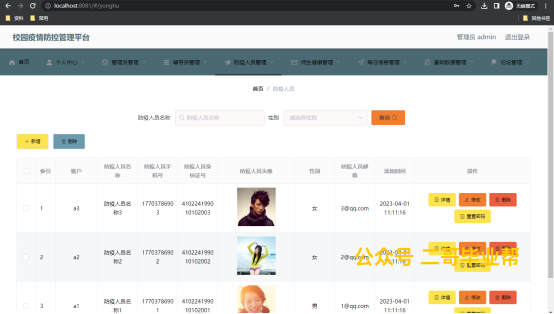 localhost:8081/#/yonghu
无痕模式
资料 常用 其他书签
校园疫情防控管理平台 管理员 admin 退出登录
首页 个人中心 管理员管理 辅导员管理 防疫人员管理 师生健康管理 每日信息管理 基础数据管理 论坛管理
首页 / 防疫人员
防疫人员名称 防疫人员名称 性别 请选择性别 查询
+ 新增 删除
索引 账户 防疫人员名称 防疫人员手机号 防疫人员身份证号 防疫人员头像 性别 防疫人员邮箱 添加时间 操作
1 a3 防疫人员名称3 17703786903 410224199010102003 女 3@qq.com 2023-04-01 11:11:16 详情 修改 删除
重置密码
2 a2 防疫人员名称2 17703786902 410224199010102002 女 2@qq.com 2023-04-01 11:11:16 详情 修改 删除
重置密码
公众号 二哥毕业帮
3 a1 防疫人员名称1 17703786901 410224199010102001 男 1@qq.com 2023-04-01 11:11:16 详情 修改 删除
重置密码